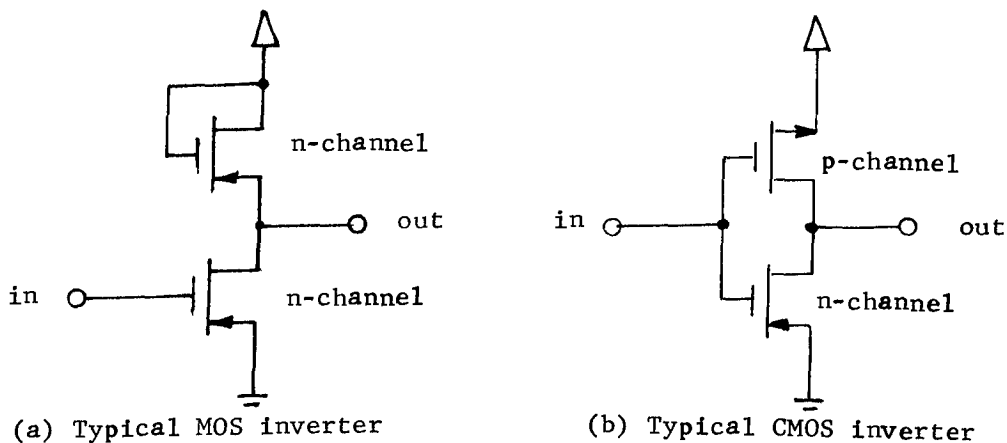 n-channel
out
in
n-channel
(a) Typical MOS inverter
p-channel
in
out
n-channel
(b) Typical CMOS inverter